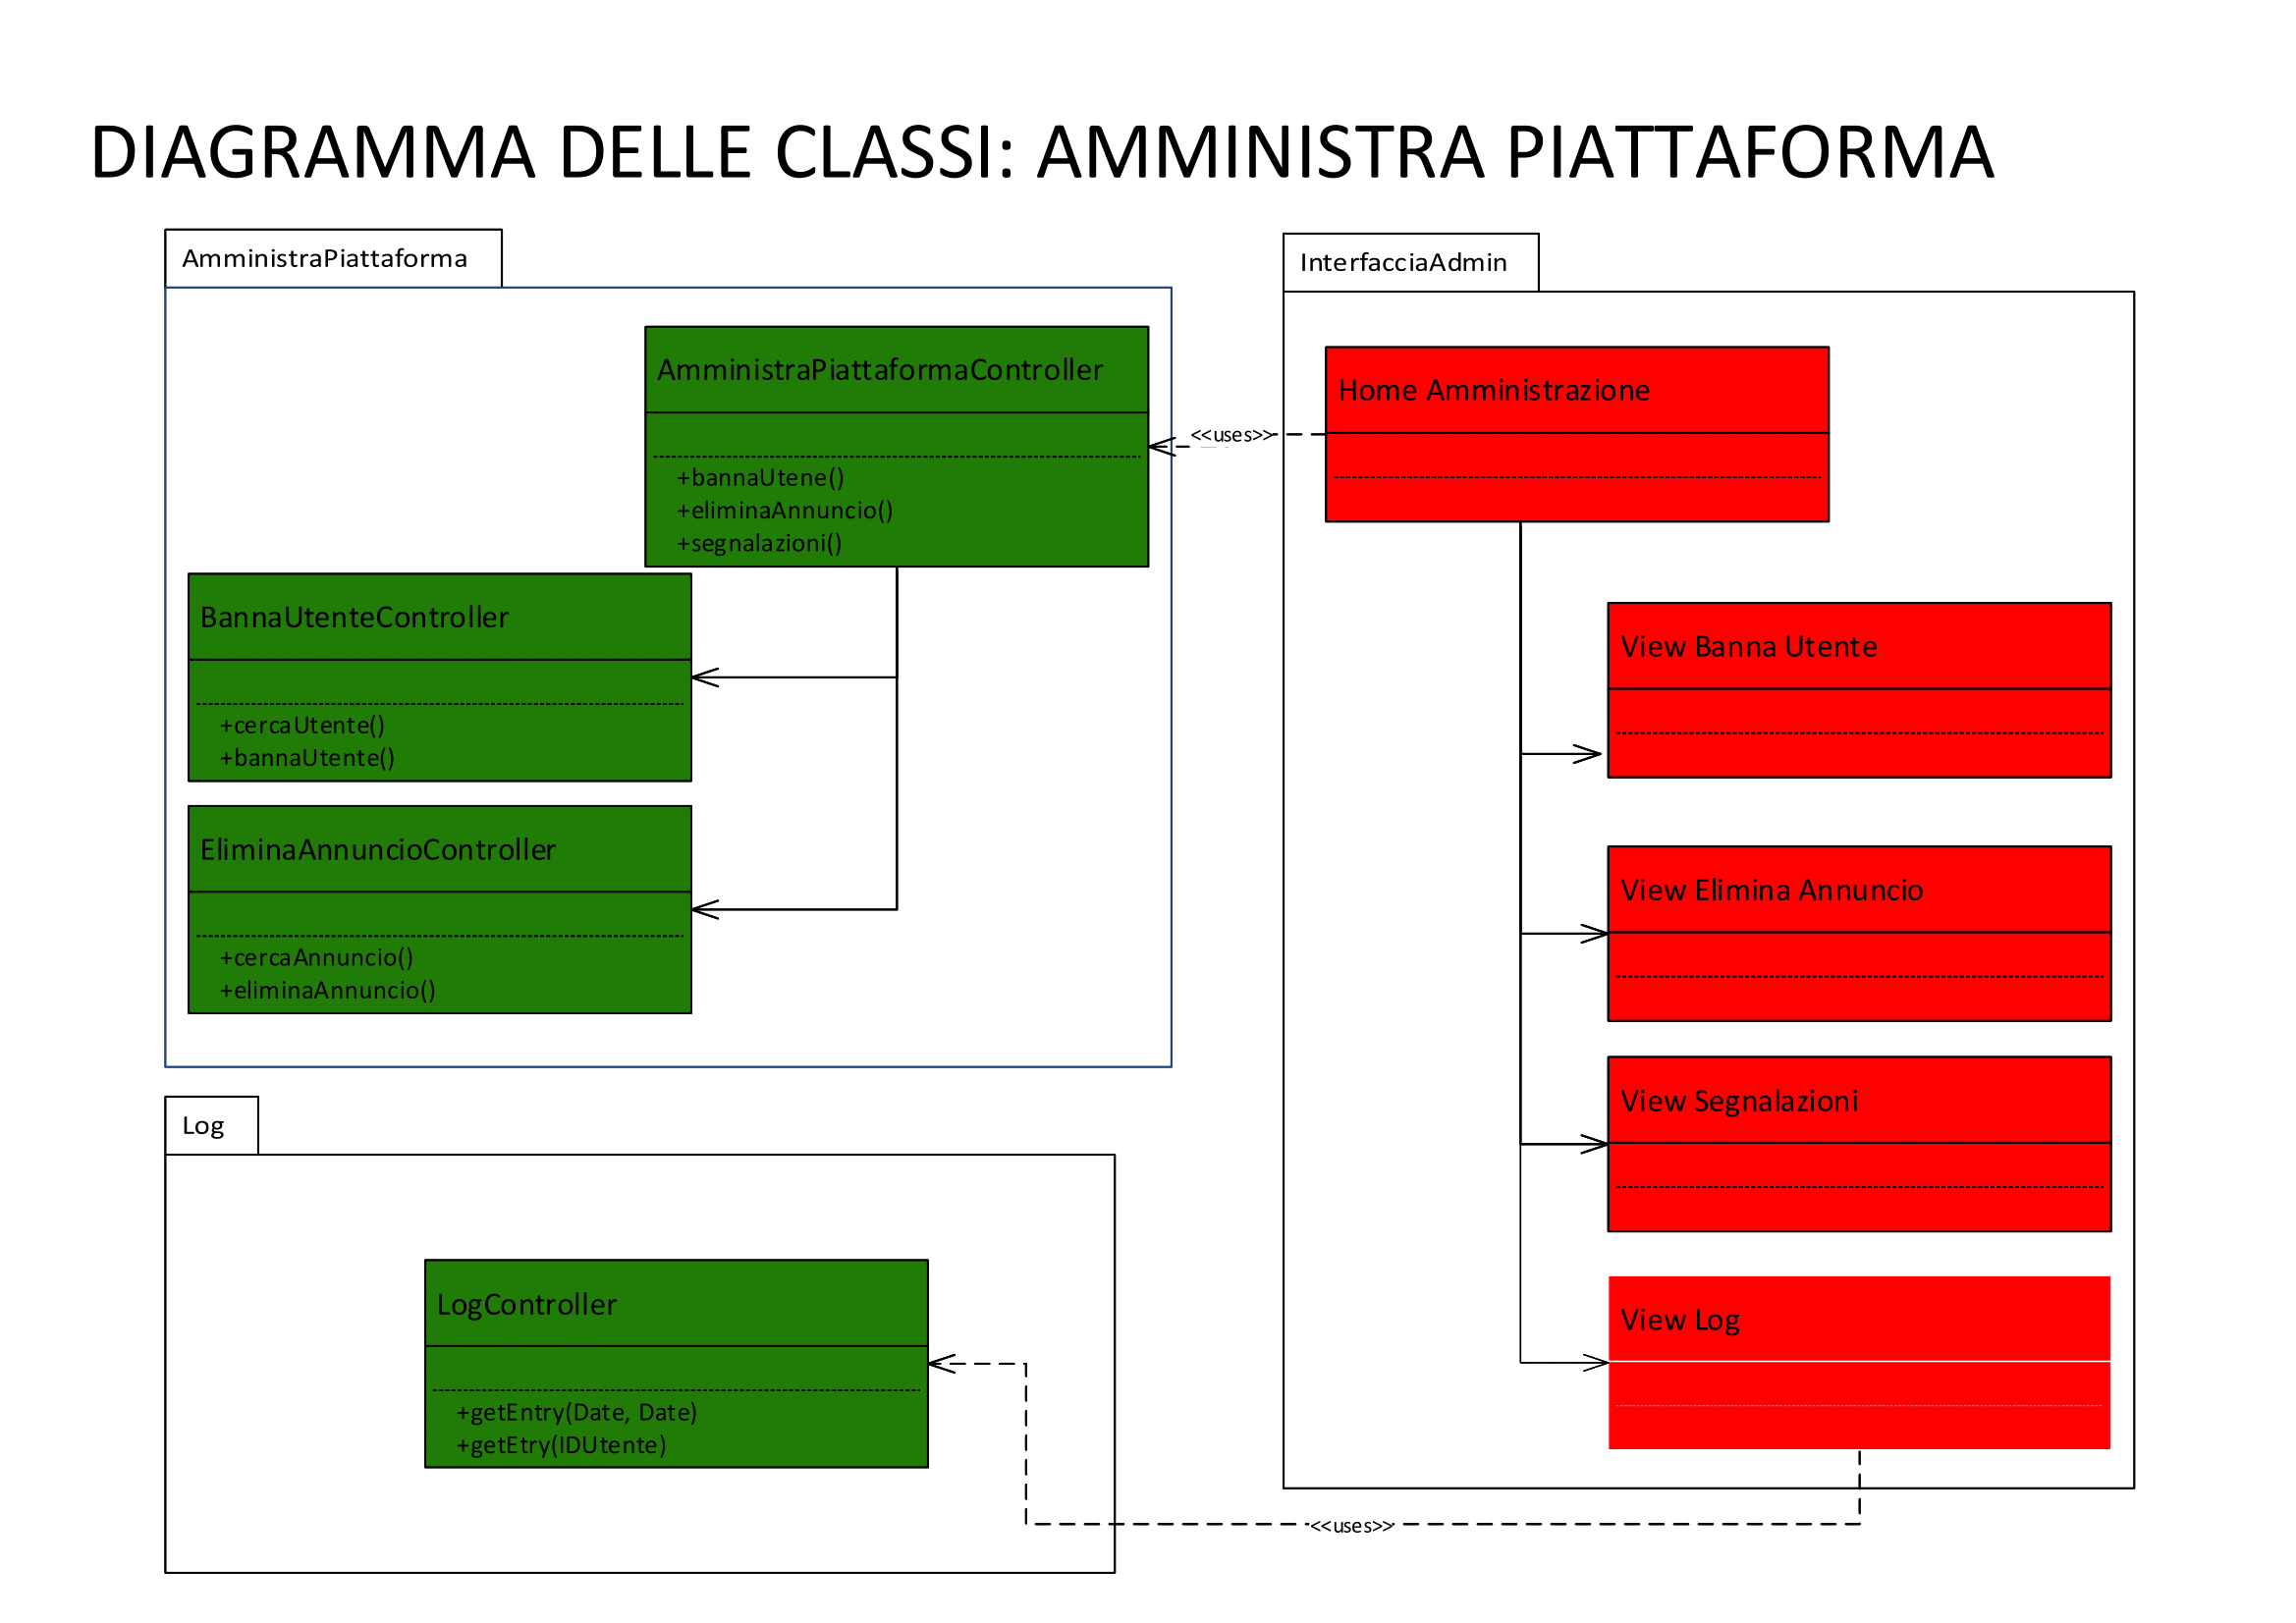 DIAGRAMMA DELLE CLASSI: AMMINISTRA PIATTAFORMA
AmministraPiattaforma
AmministraPiattaformaController
+bannaUtene()
+eliminaAnnuncio()
+segnalazioni()
BannaUtenteController
+cercaUtente()
+bannaUtente()
EliminaAnnuncioController
+cercaAnnuncio()
+eliminaAnnuncio()
<<uses>>
InterfacciaAdmin
Home Amministrazione
View Banna Utente
View Elimina Annuncio
View Segnalazioni
View Log
Log
LogController
+getEntry(Date, Date)
+getEtry(IDUtente)
<<uses>>